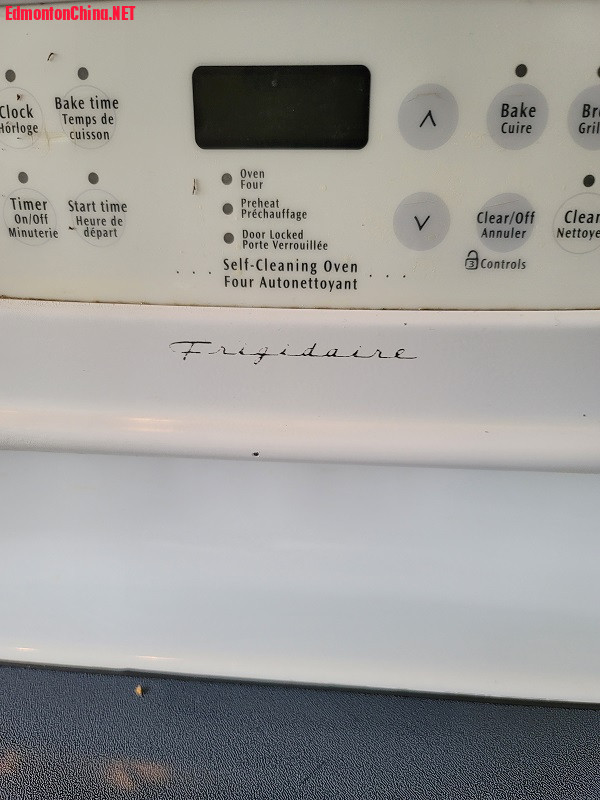 EdmontonChina.NET
Clock
Horloge
Bake time
Temps de
cuisson
Bake
Cuire
Timer
On/Off
Minuterie
Start time
Heure de
départ
Oven
Four
Preheat
Préchauffage
Door Locked
Porte Verrouillée
Clear/Off
Annuler
Clean
3 Controls
Self-Cleaning Oven
Four Autonettoyant
Frigidaire